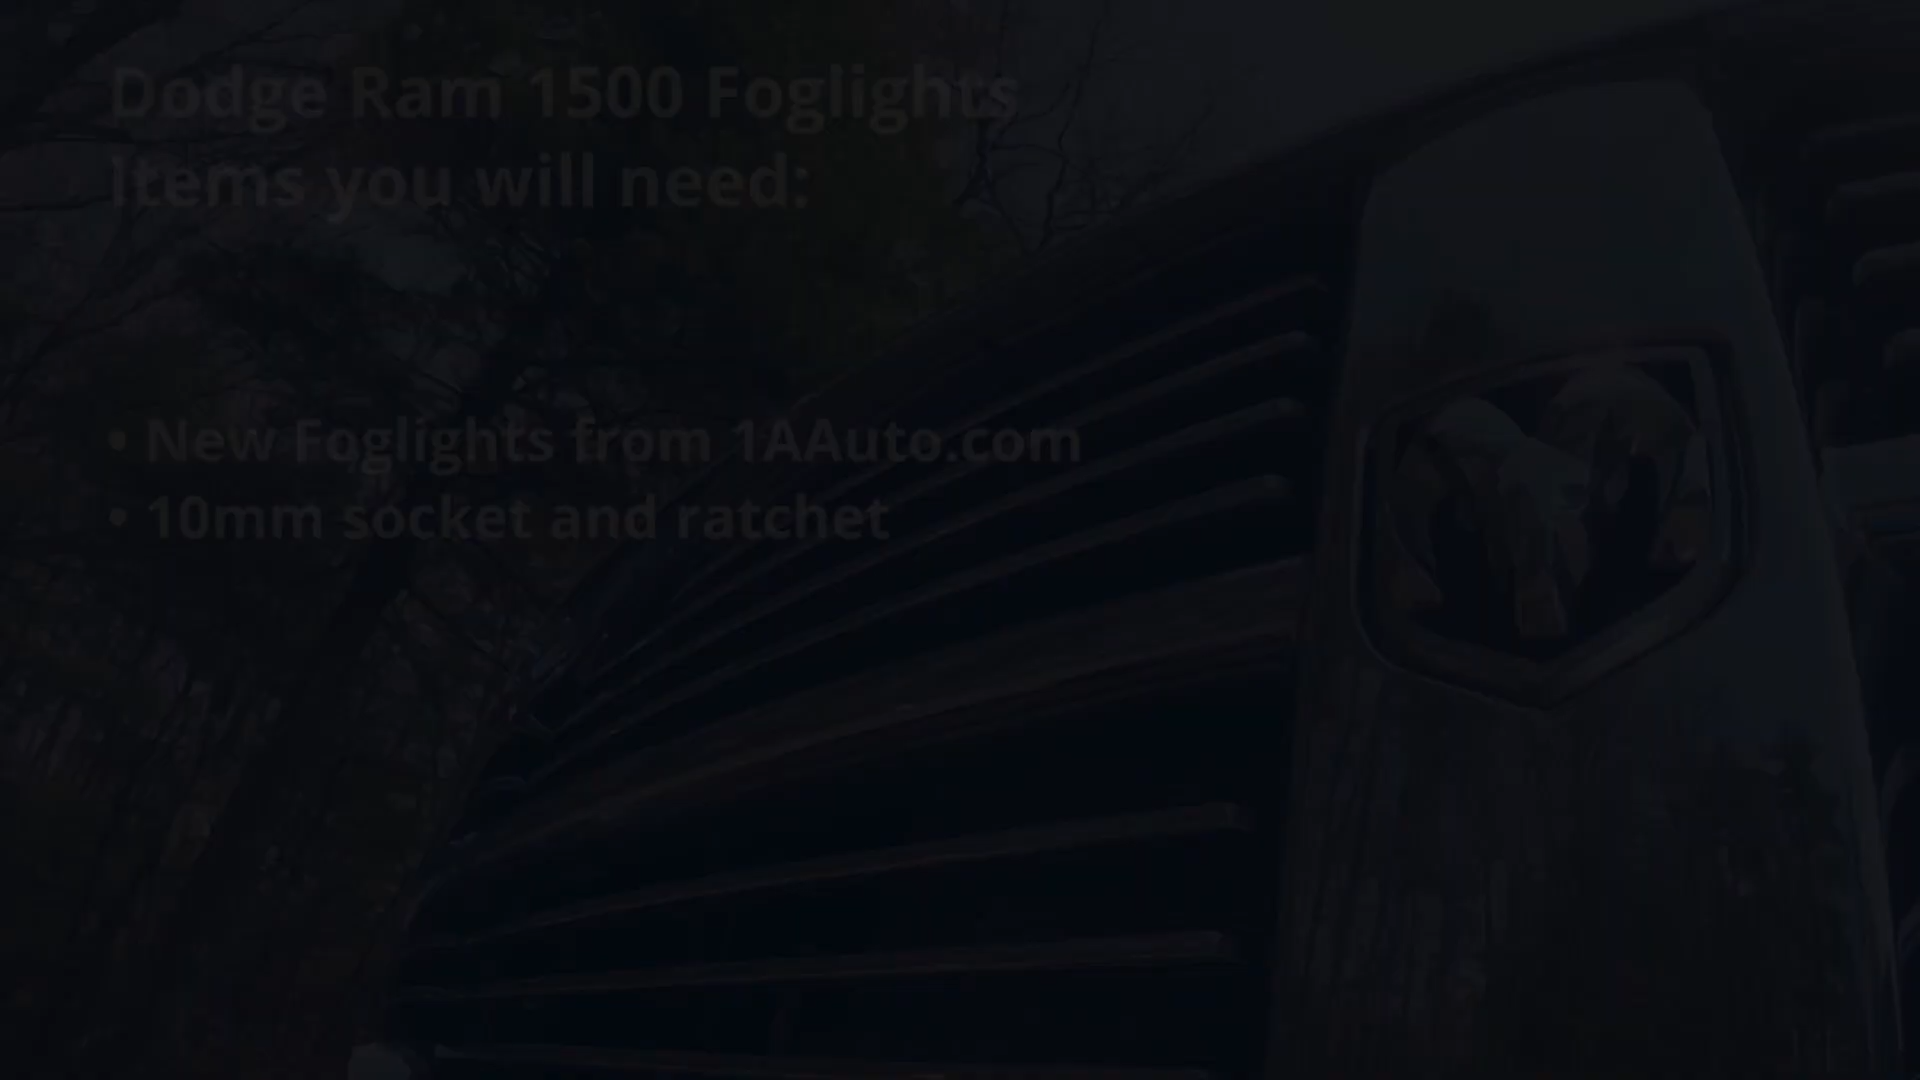 Dodge Ram 1500 Foglights
Items you will need:
• New Foglights from 1AAuto.com
• 10mm socket and ratchet